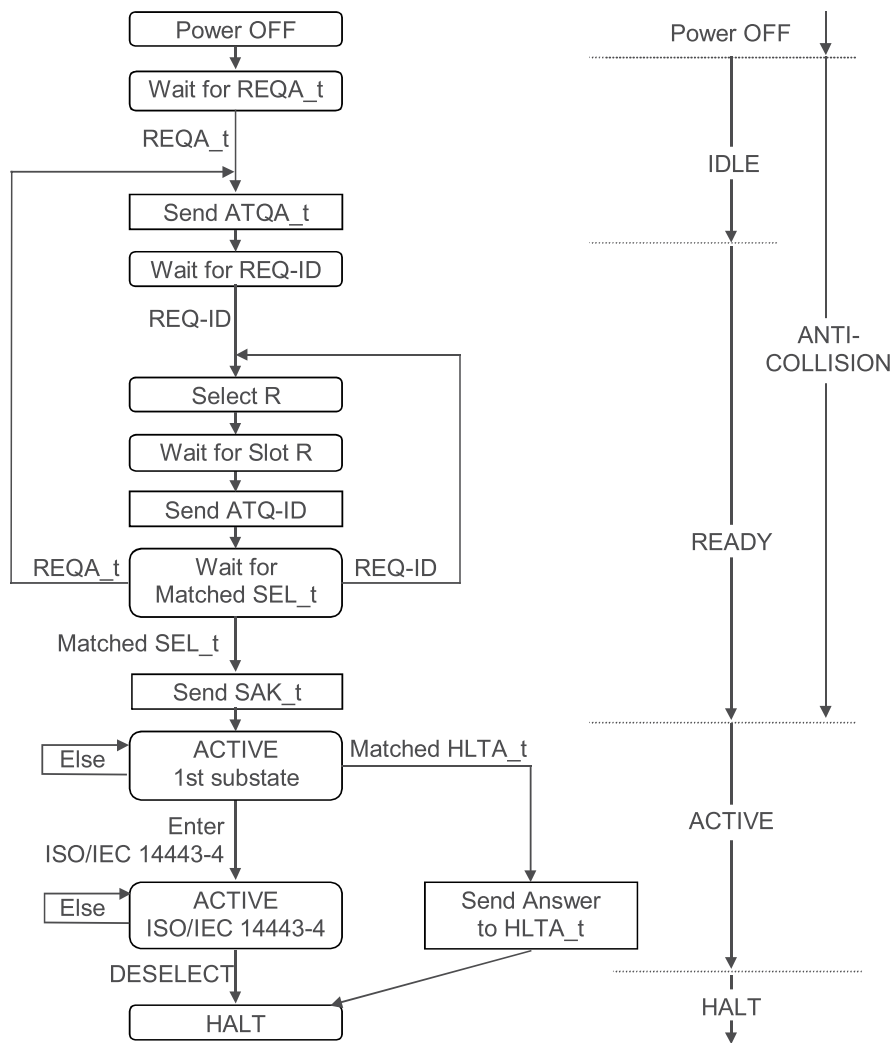 Power OFF
Wait for REQA_t
REQA_t
Send ATQA_t
Wait for REQ-ID
REQ-ID
Select R
Wait for Slot R
Send ATQ-ID
REQA_t
Wait for
Matched SEL_t
REQ-ID
Matched SEL_t
Send SAK_t
Else
ACTIVE
1st substate
Matched HLTA_t
Enter
ISO/IEC 14443-4
Else
ACTIVE
ISO/IEC 14443-4
Send Answer
to HLTA_t
DESELECT
HALT
Power OFF
IDLE
ANTI-
COLLISION
READY
ACTIVE
HALT